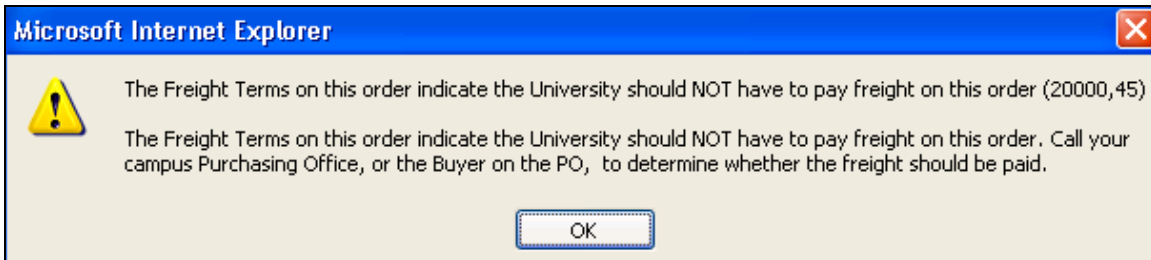 Microsoft Internet Explorer
The Freight Terms on this order indicate the University should NOT have to pay freight on this order (20000,45)
The Freight Terms on this order indicate the University should NOT have to pay freight on this order. Call your
campus Purchasing Office, or the Buyer on the PO,  to determine whether the freight should be paid.
OK